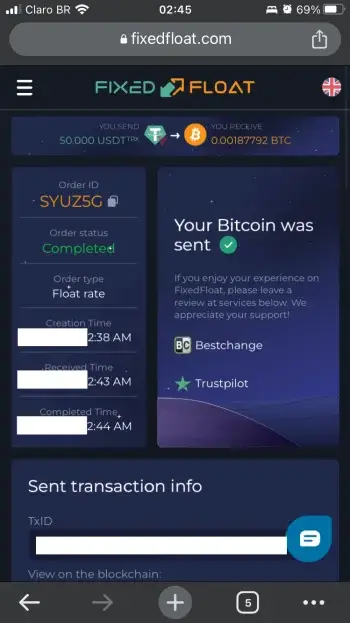 Claro BR 02:45 69%
fixedfloat.com
FIXED FLOAT
YOU SEND
50.000 USDT TRX
YOU RECEIVE
0.00187792 BTC
Order ID
SYUZ5G
Order status
Completed
Order type
Float rate
Creation Time
2:38 AM
Received Time
2:43 AM
Completed Time
2:44 AM
Your Bitcoin was
sent
If you enjoy your experience on
FixedFloat, please leave a
review at services below. We
appreciate your support!
BC Bestchange
Trustpilot
Sent transaction info
TxID
View on the blockchain:
5